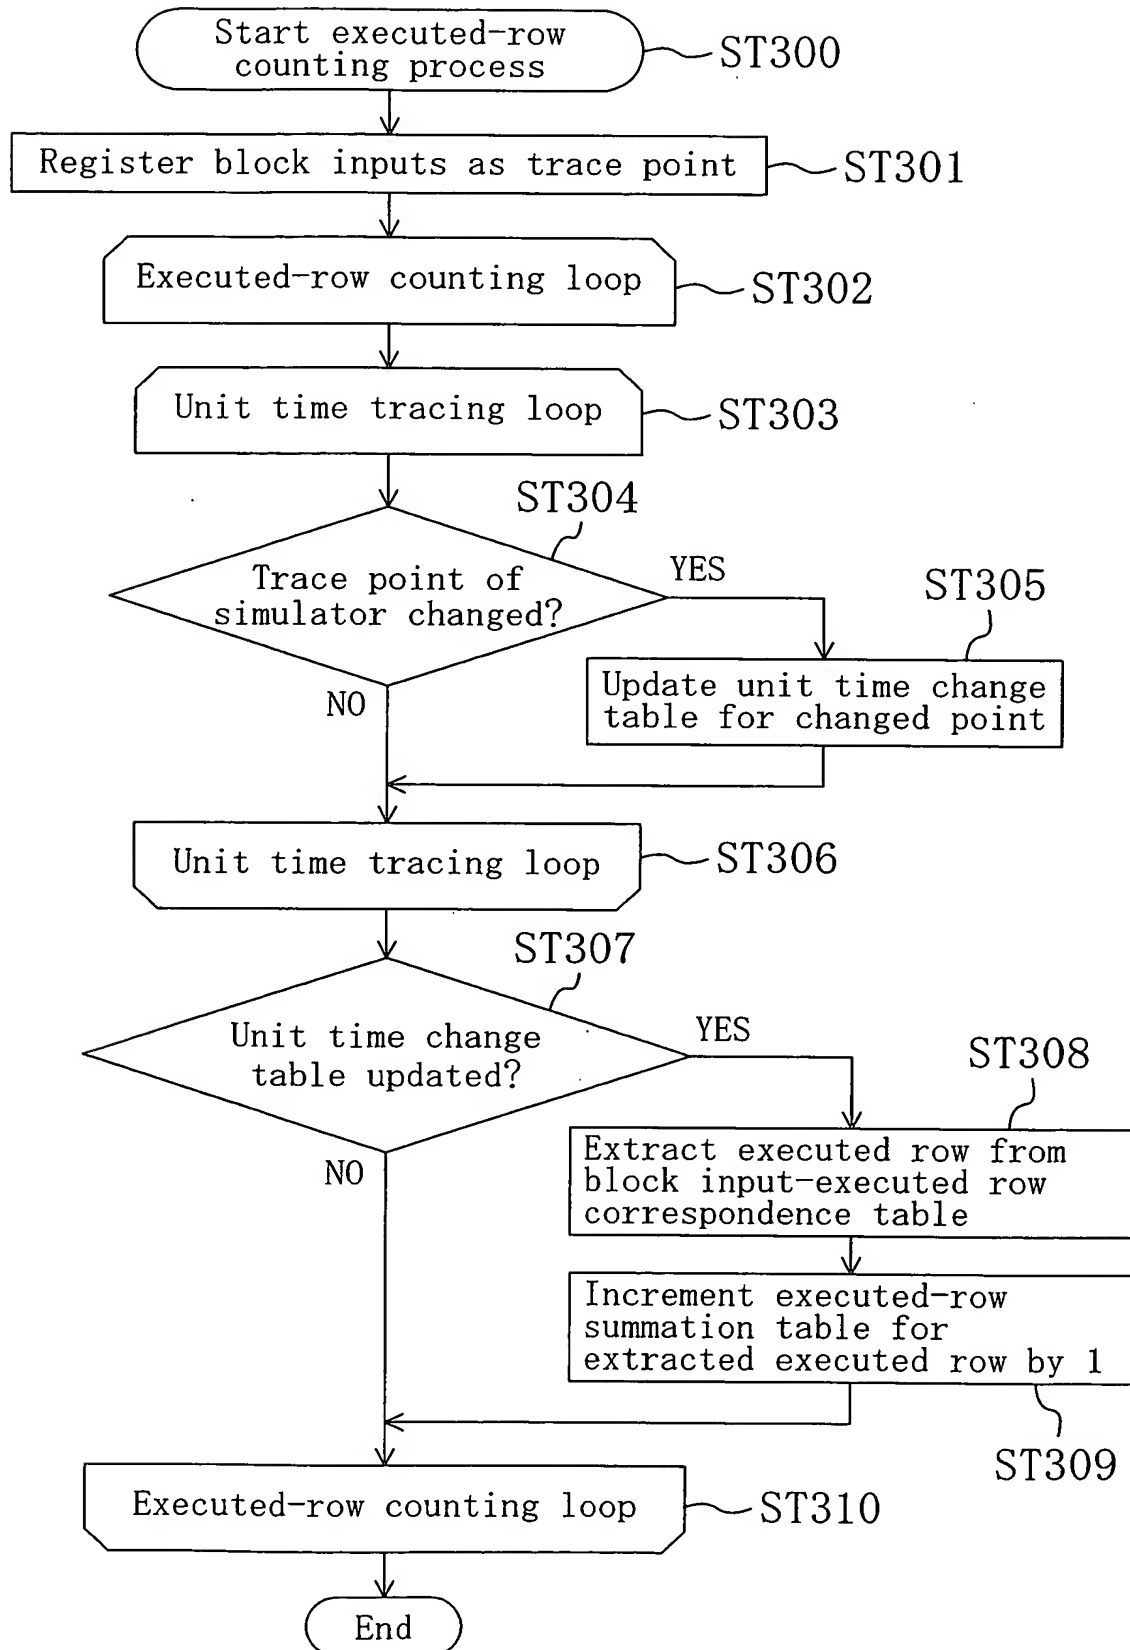 Start executed-row
counting process
ST300
Register block inputs as trace point
ST301
Executed-row counting loop
ST302
Unit time tracing loop
ST303
ST304
Trace point of
simulator changed?
YES
NO
ST305
Update unit time change
table for changed point
Unit time tracing loop
ST306
ST307
Unit time change
table updated?
YES
NO
ST308
Extract executed row from
block input-executed row
correspondence table
Increment executed-row
summation table for
extracted executed row by 1
ST309
Executed-row counting loop
ST310
End